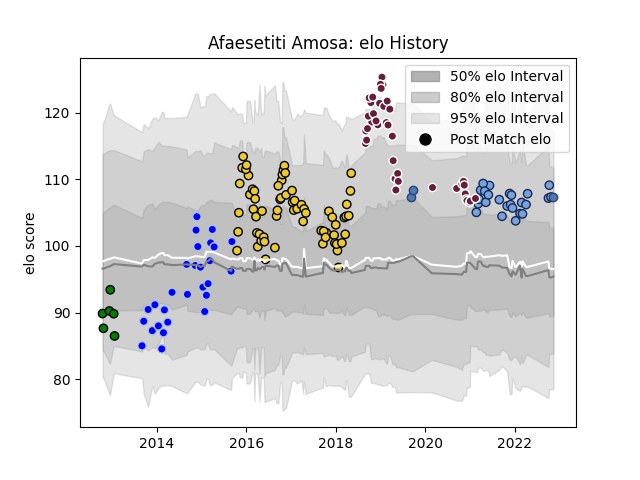 Afaesetiti Amosa: elo History
50% elo Interval
80% elo Interval
95% elo Interval
Post Match elo
elo score
120
110
100
90
80
2014 2016 2018 2020 2022